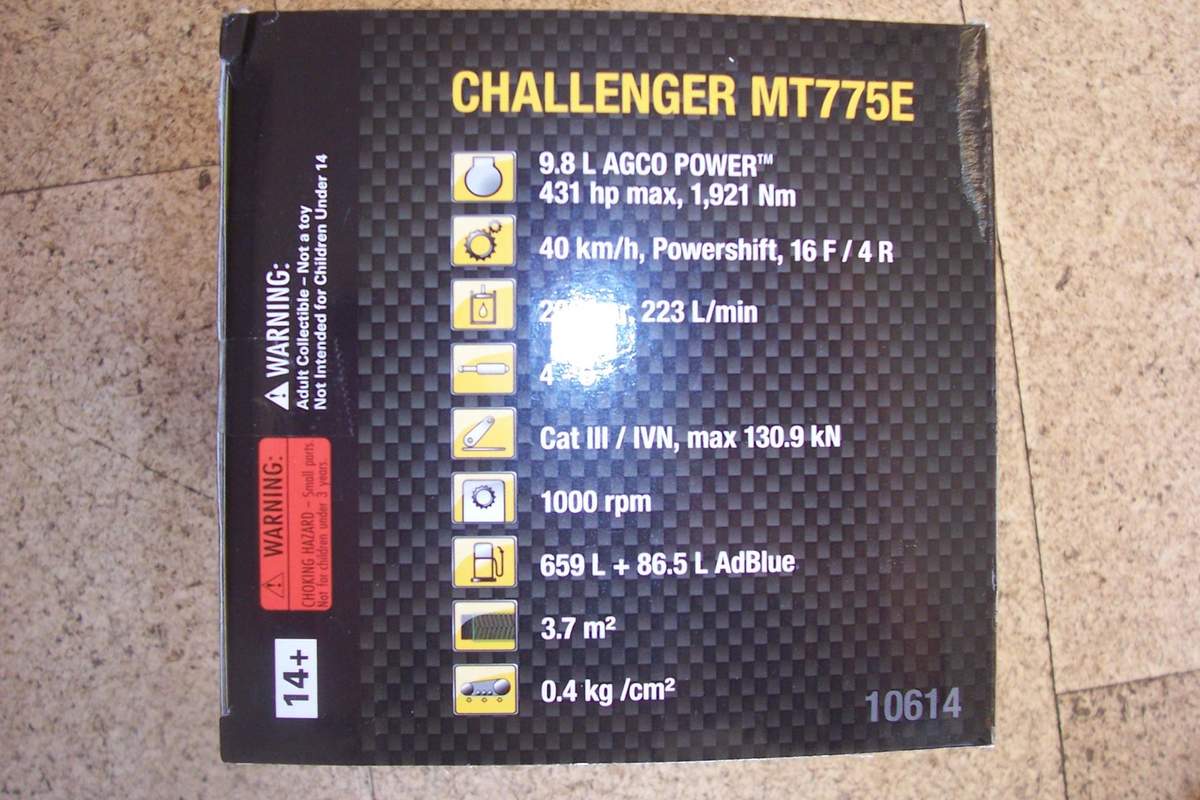 CHALLENGER MT775E
9.8 L AGCO POWER™
431 hp max, 1,921 Nm
40 km/h, Powershift, 16 F / 4 R
223 L/min
4
Cat III / IVN, max 130.9 kN
1000 rpm
659 L + 86.5 L AdBlue
3.7 m²
0.4 kg /cm²
10614
WARNING:
Adult Collectible – Not a toy
Not Intended for Children Under 14
WARNING:
CHOKING HAZARD – Small parts.
Not for children under 3 years.
14+